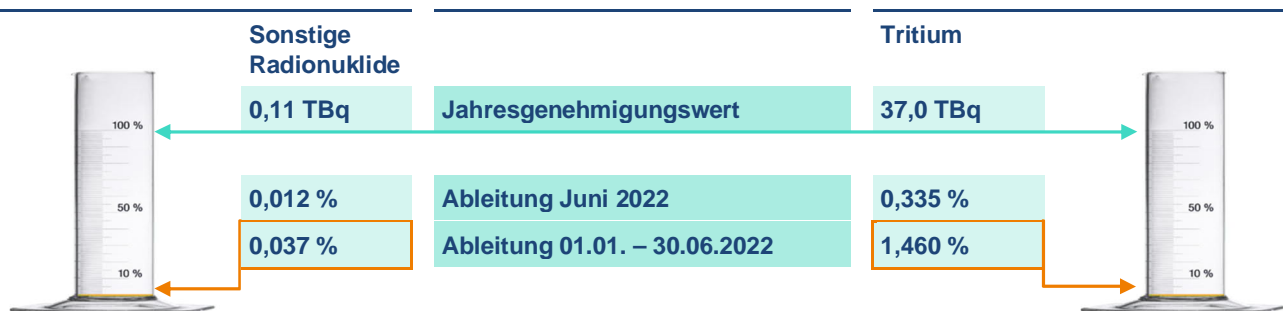 Sonstige
Radionuklide
Tritium
0,11 TBq Jahresgenehmigungswert 37,0 TBq
100 % 100 %
0,012 % Ableitung Juni 2022 0,335 %
50 % 50 %
0,037 % Ableitung 01.01. – 30.06.2022 1,460 %
10 % 10 %